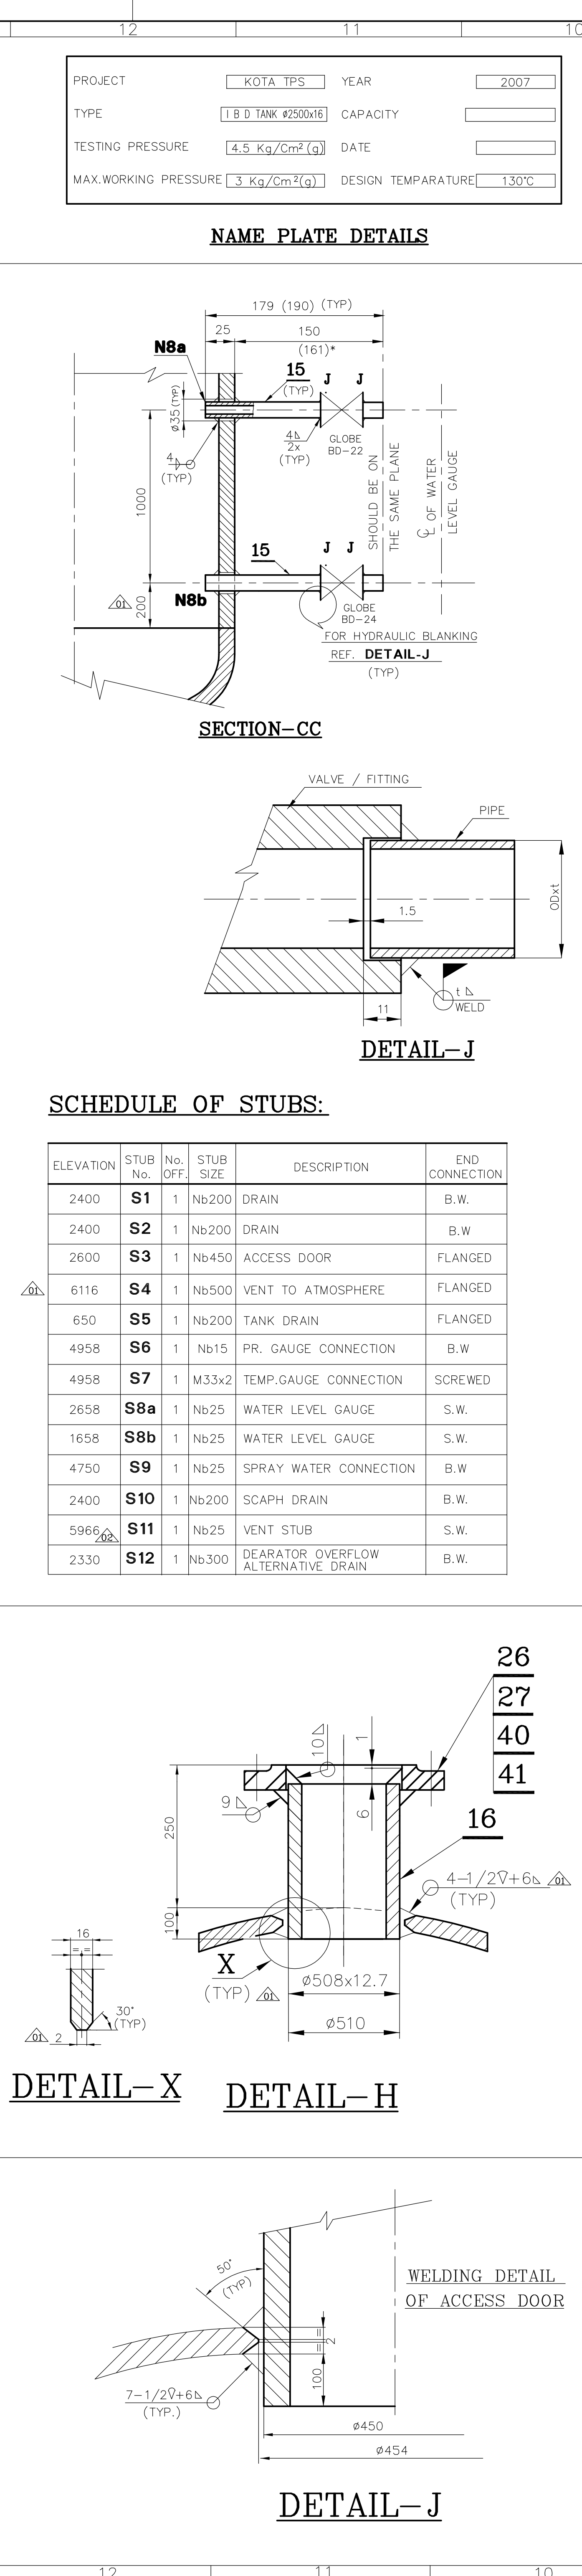 12 11 10
PROJECT KOTA TPS YEAR 2007
TYPE I B D TANK ø2500x16 CAPACITY
TESTING PRESSURE 4.5 Kg/Cm²(g) DATE
MAX.WORKING PRESSURE 3 Kg/Cm²(g) DESIGN TEMPARATURE 130°C
NAME PLATE DETAILS
179 (190) (TYP)
25 150
(161)*
N8a
15
(TYP)
J J
ø35(TYP)
4
(TYP)
4
2x
(TYP)
GLOBE
BD-22
1000
SHOULD BE ON
THE SAME PLANE
℄ OF WATER
LEVEL GAUGE
15
J J
01
200
N8b
GLOBE
BD-24
FOR HYDRAULIC BLANKING
REF. DETAIL-J
(TYP)
SECTION-CC
VALVE / FITTING
PIPE
1.5
ODxt
t
WELD
11
DETAIL-J
SCHEDULE OF STUBS:
ELEVATION STUB No. No. OFF. STUB SIZE DESCRIPTION END CONNECTION
2400 S1 1 Nb200 DRAIN B.W.
2400 S2 1 Nb200 DRAIN B.W
2600 S3 1 Nb450 ACCESS DOOR FLANGED
01 6116 S4 1 Nb500 VENT TO ATMOSPHERE FLANGED
650 S5 1 Nb200 TANK DRAIN FLANGED
4958 S6 1 Nb15 PR. GAUGE CONNECTION B.W
4958 S7 1 M33x2 TEMP.GAUGE CONNECTION SCREWED
2658 S8a 1 Nb25 WATER LEVEL GAUGE S.W.
1658 S8b 1 Nb25 WATER LEVEL GAUGE S.W.
4750 S9 1 Nb25 SPRAY WATER CONNECTION B.W
2400 S10 1 Nb200 SCAPH DRAIN B.W.
5966 02 S11 1 Nb25 VENT STUB S.W.
2330 S12 1 Nb300 DEARATOR OVERFLOW
ALTERNATIVE DRAIN B.W.
26
27
40
41
10
1
9
6
250
16
4-1/2∇+6 01
(TYP)
100
X
(TYP) 01
ø508x12.7
ø510
16
= =
30°
(TYP)
01 2
DETAIL-X
DETAIL-H
50°
(TYP)
WELDING DETAIL
OF ACCESS DOOR
= 2 =
100
7-1/2∇+6
(TYP.)
ø450
ø454
DETAIL-J
12 11 10